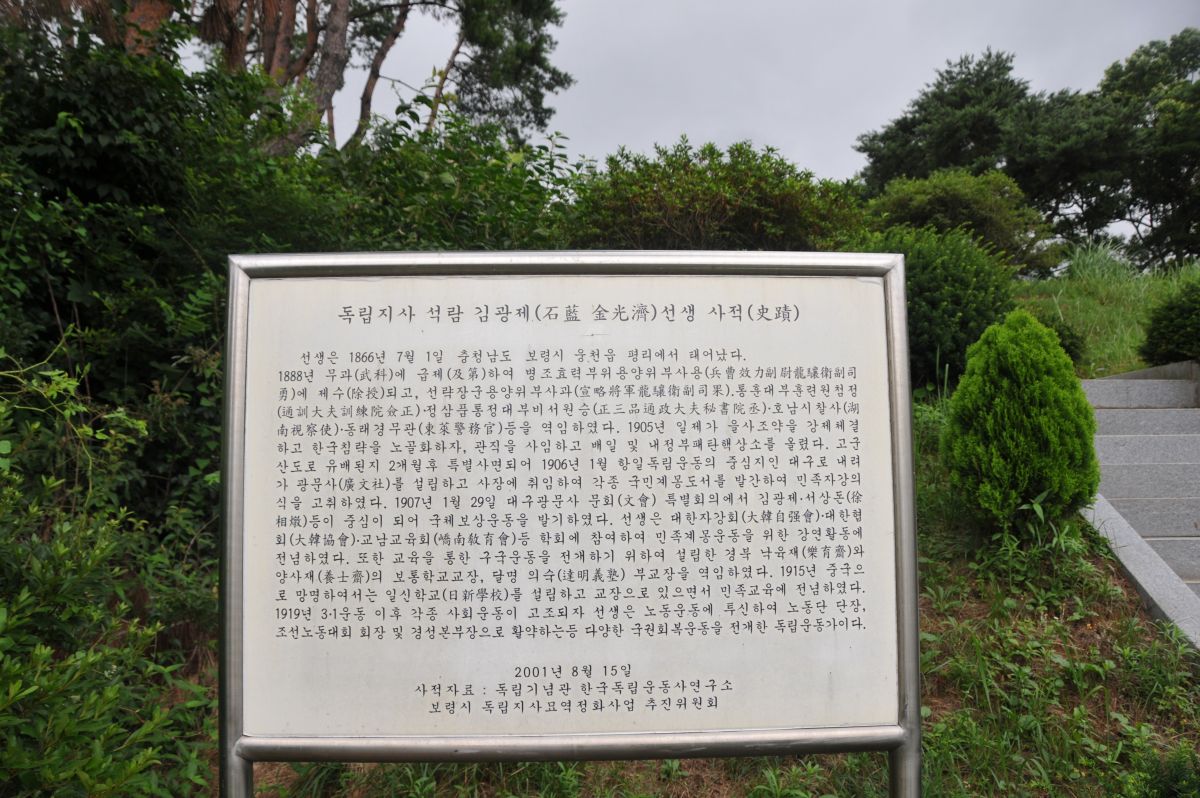 독립지사 석람 김광제(石藍 金光濟)선생 사적(史蹟)
선생은 1866년 7월 1일 충청남도 보령시 웅천읍 평리에서 태어났다.
1888년 무과(武科)에 급제(及第)하여 병조효력부위용양위부사용(兵曹效力副尉龍驤衛副司
勇)에 제수(除授)되고, 선략장군용양위부사과(宣略將軍龍驤衛副司果).통훈대부훈련원첨정
(通訓大夫訓練院僉正)·정삼품통정대부비서원승(正三品通政大夫秘書院丞)·호남시찰사(湖
南視察使)·동래경무관(東萊警務官)등을 역임하였다. 1905년 일제가 을사조약을 강제체결
하고 한국침략을 노골화하자, 관직을 사임하고 배일 및 내정부패탄핵상소를 올렸다. 고군
산도로 유배된지 2개월후 특별사면되어 1906년 1월 항일독립운동의 중심지인 대구로 내려
가 광문사(廣文社)를 설립하고 사장에 취임하여 각종 국민계몽도서를 발간하여 민족자강의
식을 고취하였다. 1907년 1월 29일 대구광문사 문회(文會) 특별회의에서 김광제·서상돈(徐
相燉)등이 중심이 되어 국체보상운동을 발기하였다. 선생은 대한자강회(大韓自强會)·대한협
회(大韓協會)·교남교육회(嶠南敎育會)등 학회에 참여하여 민족계몽운동을 위한 강연활동에
전념하였다. 또한 교육을 통한 구국운동을 전개하기 위하여 설립한 경북 낙육재(樂育齋)와
양사재(養士齋)의 보통학교교장, 달명 의숙(達明義塾) 부교장을 역임하였다. 1915년 중국으
로 망명하여서는 일신학교(日新學校)를 설립하고 교장으로 있으면서 민족교육에 전념하였다.
1919년 3·1운동 이후 각종 사회운동이 고조되자 선생은 노동운동에 투신하여 노동단 단장,
조선노동대회 회장 및 경성본부장으로 활약하는등 다양한 국권회복운동을 전개한 독립운동가이다.
2001년 8월 15일
사적자료 : 독립기념관 한국독립운동사연구소
보령시 독립지사묘역정화사업 추진위원회